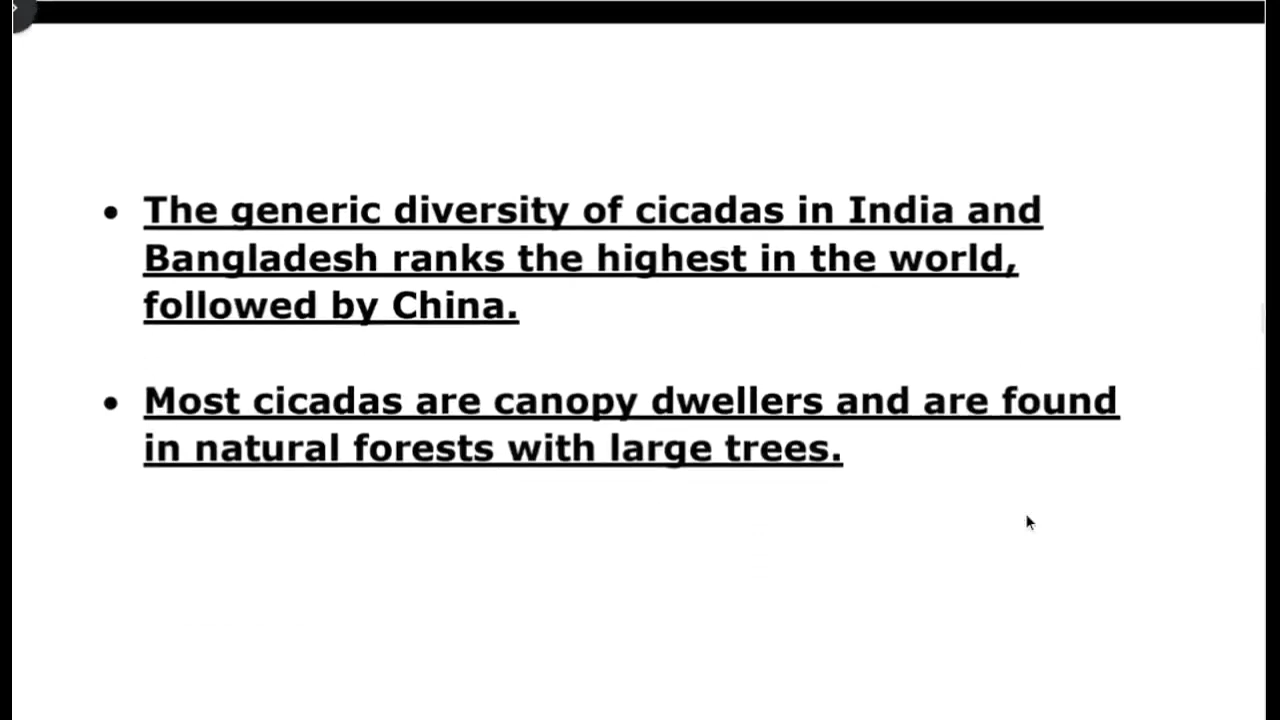 • The generic diversity of cicadas in India and
Bangladesh ranks the highest in the world,
followed by China.
• Most cicadas are canopy dwellers and are found
in natural forests with large trees.